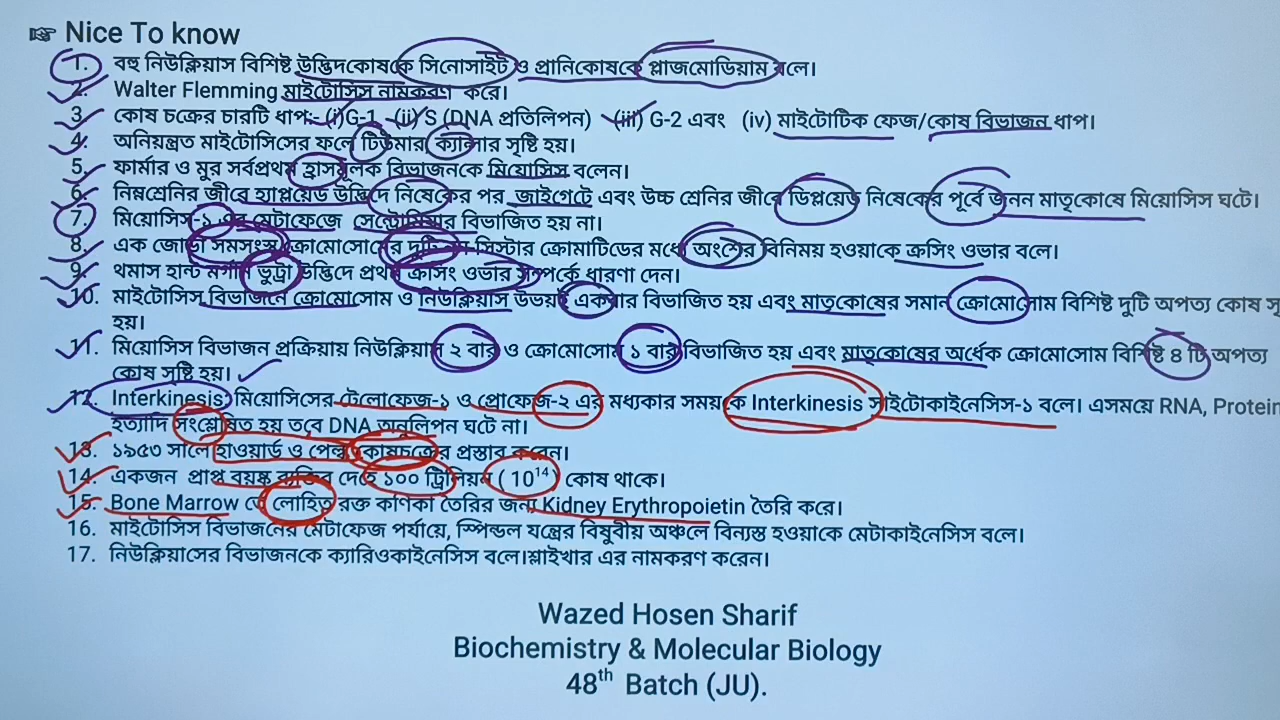 ☞ Nice To know
1. বহু নিউক্লিয়াস বিশিষ্ট উদ্ভিদকোষকে সিনোসাইট ও প্রানিকোষকে প্লাজমোডিয়াম বলে।
2. Walter Flemming মাইটোসিস নামকরণ করে।
3. কোষ চক্রের চারটি ধাপ:- (i)G-1, (ii) S (DNA প্রতিলিপন) (iii) G-2 এবং (iv) মাইটোটিক ফেজ/কোষ বিভাজন ধাপ।
4. অনিয়ন্ত্রত মাইটোসিসের ফলে টিউমার ক্যান্সার সৃষ্টি হয়।
5. ফার্মার ও মুর সর্বপ্রথম হ্রাসমূলক বিভাজনকে মিয়োসিস বলেন।
6. নিম্নশ্রেনির জীবে হ্যাপ্লয়েড উদ্ভিদে নিষেকের পর জাইগেটে এবং উচ্চ শ্রেনির জীবে ডিপ্লয়েড নিষেকের পূর্বে জনন মাতৃকোষে মিয়োসিস ঘটে।
7. মিয়োসিস-১ এর মেটাফেজে সেন্ট্রোমিয়ার বিভাজিত হয় না।
8. এক জোড়া সমসংস্থ ক্রোমোসোমের দুটি নন-সিস্টার ক্রোমাটিডের মধ্যে অংশের বিনিময় হওয়াকে ক্রসিং ওভার বলে।
9. থমাস হান্ট মর্গান ভুট্টা উদ্ভিদে প্রথম ক্রসিং ওভার সম্পর্কে ধারণা দেন।
10. মাইটোসিস বিভাজনে ক্রোমোসোম ও নিউক্লিয়াস উভয়ই একবার বিভাজিত হয় এবং মাতৃকোষের সমান ক্রোমোসোম বিশিষ্ট দুটি অপত্য কোষ সৃ
হয়।
11. মিয়োসিস বিভাজন প্রক্রিয়ায় নিউক্লিয়াস ২ বার ও ক্রোমোসোম ১ বার বিভাজিত হয় এবং মাতৃকোষের অর্ধেক ক্রোমোসোম বিশিষ্ট ৪ টি অপত্য
কোষ সৃষ্টি হয়।
12. Interkinesis: মিয়োসিসের টেলোফেজ-১ ও প্রোফেজ-২ এর মধ্যকার সময়কে Interkinesis সাইটোকাইনেসিস-১ বলে। এসময়ে RNA, Protein
ইত্যাদি সংশ্লেষিত হয় তবে DNA অনুলিপন ঘটে না।
13. ১৯৫৩ সালে হাওয়ার্ড ও পেল্ক কোষচক্রের প্রস্তাব করেন।
14. একজন প্রাপ্ত বয়ষ্ক ব্যক্তির দেহে ১০০ ট্রিলিয়ন (10¹⁴) কোষ থাকে।
15. Bone Marrow তে লোহিত রক্ত কণিকা তৈরির জন্য Kidney Erythropoietin তৈরি করে।
16. মাইটোসিস বিভাজনের মেটাফেজ পর্যায়ে, স্পিন্ডল যন্ত্রের বিষুবীয় অঞ্চলে বিন্যস্ত হওয়াকে মেটাকাইনেসিস বলে।
17. নিউক্লিয়াসের বিভাজনকে ক্যারিওকাইনেসিস বলে।স্লাইখার এর নামকরণ করেন।
Wazed Hosen Sharif
Biochemistry & Molecular Biology
48th Batch (JU).